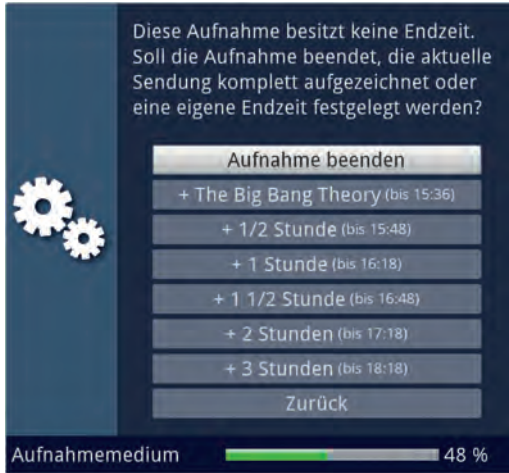 Diese Aufnahme besitzt keine Endzeit.
Soll die Aufnahme beendet, die aktuelle
Sendung komplett aufgezeichnet oder
eine eigene Endzeit festgelegt werden?
Aufnahme beenden
+ The Big Bang Theory (bis 15:36)
+ 1/2 Stunde (bis 15:48)
+ 1 Stunde (bis 16:18)
+ 1 1/2 Stunde (bis 16:48)
+ 2 Stunden (bis 17:18)
+ 3 Stunden (bis 18:18)
Zurück
Aufnahmemedium 48 %